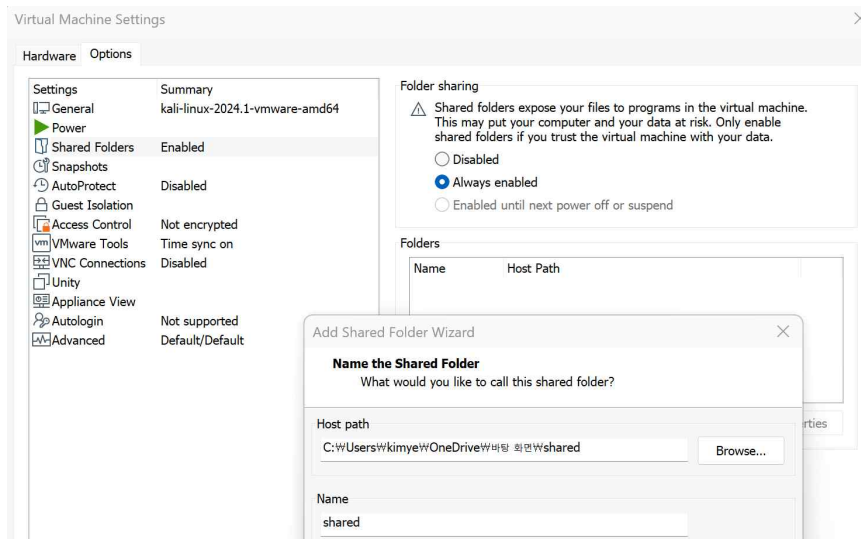 Virtual Machine Settings
Hardware Options
Settings Summary
General kali-linux-2024.1-vmware-amd64
Power
Shared Folders Enabled
Snapshots
AutoProtect Disabled
Guest Isolation
Access Control Not encrypted
vm VMware Tools Time sync on
VNC Connections Disabled
Unity
Appliance View
Autologin Not supported
Advanced Default/Default
Folder sharing
Shared folders expose your files to programs in the virtual machine.
This may put your computer and your data at risk. Only enable
shared folders if you trust the virtual machine with your data.
Disabled
Always enabled
Enabled until next power off or suspend
Folders
Name Host Path
Add Shared Folder Wizard
Name the Shared Folder
What would you like to call this shared folder?
Host path
C:₩Users₩kimye₩OneDrive₩바탕 화면₩shared
Browse...
Name
shared